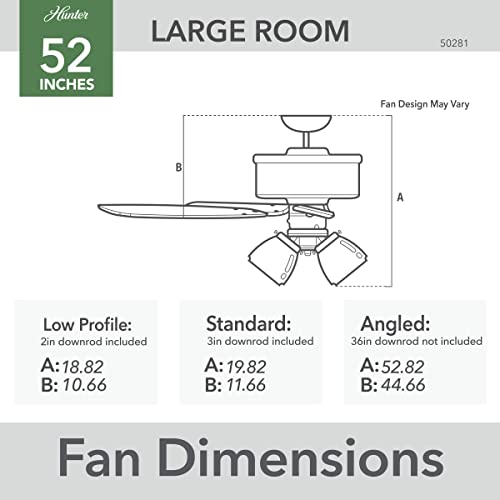 Hunter
52
INCHES
LARGE ROOM
50281
Fan Design May Vary
B
A
Low Profile:
2in downrod included
A:18.82
B: 10.66
Standard:
3in downrod included
A:19.82
B: 11.66
Angled:
36in downrod not included
A:52.82
B: 44.66
Fan Dimensions